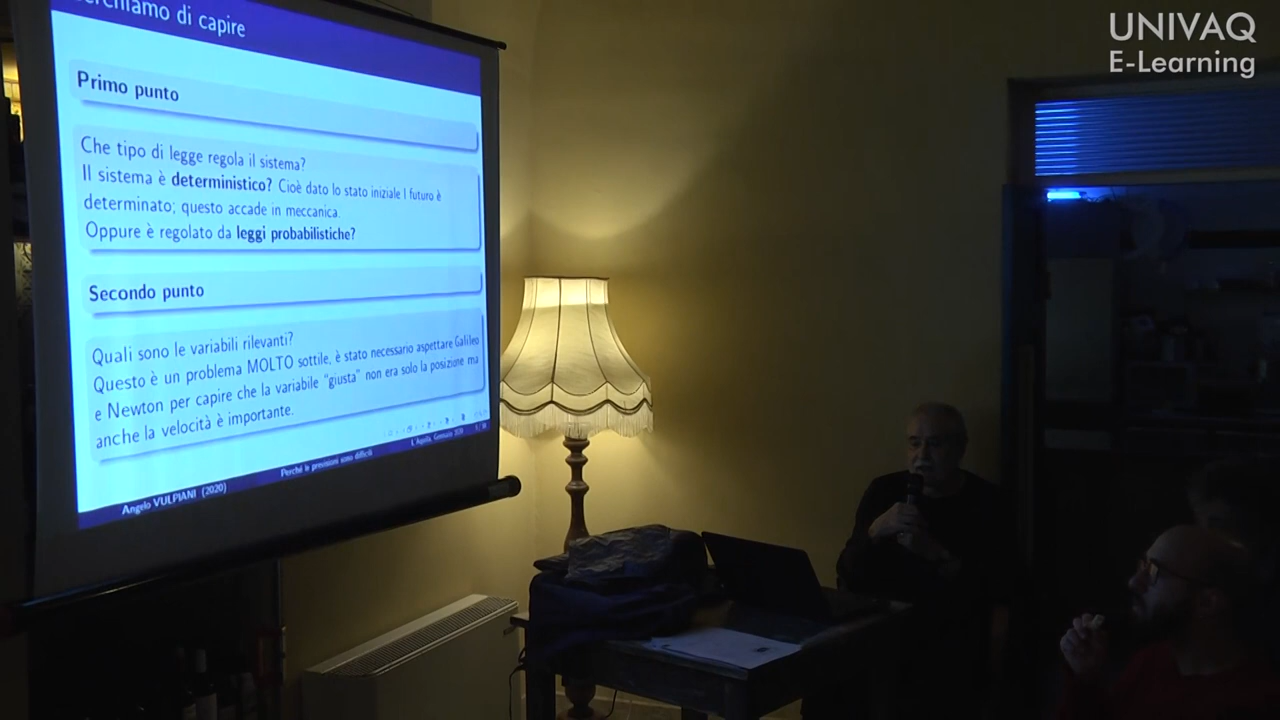 cerchiamo di capire
Primo punto
Che tipo di legge regola il sistema?
Il sistema è deterministico? Cioè dato lo stato iniziale l futuro è
determinato; questo accade in meccanica.
Oppure è regolato da leggi probabilistiche?
Secondo punto
Quali sono le variabili rilevanti?
Questo è un problema MOLTO sottile, è stato necessario aspettare Galileo
e Newton per capire che la variabile "giusta" non era solo la posizione ma
anche la velocità è importante.
Angelo VULPIANI (2020)
Perché le previsioni sono difficili
L'Aquila, Gennaio 2020
UNIVAQ
E-Learning